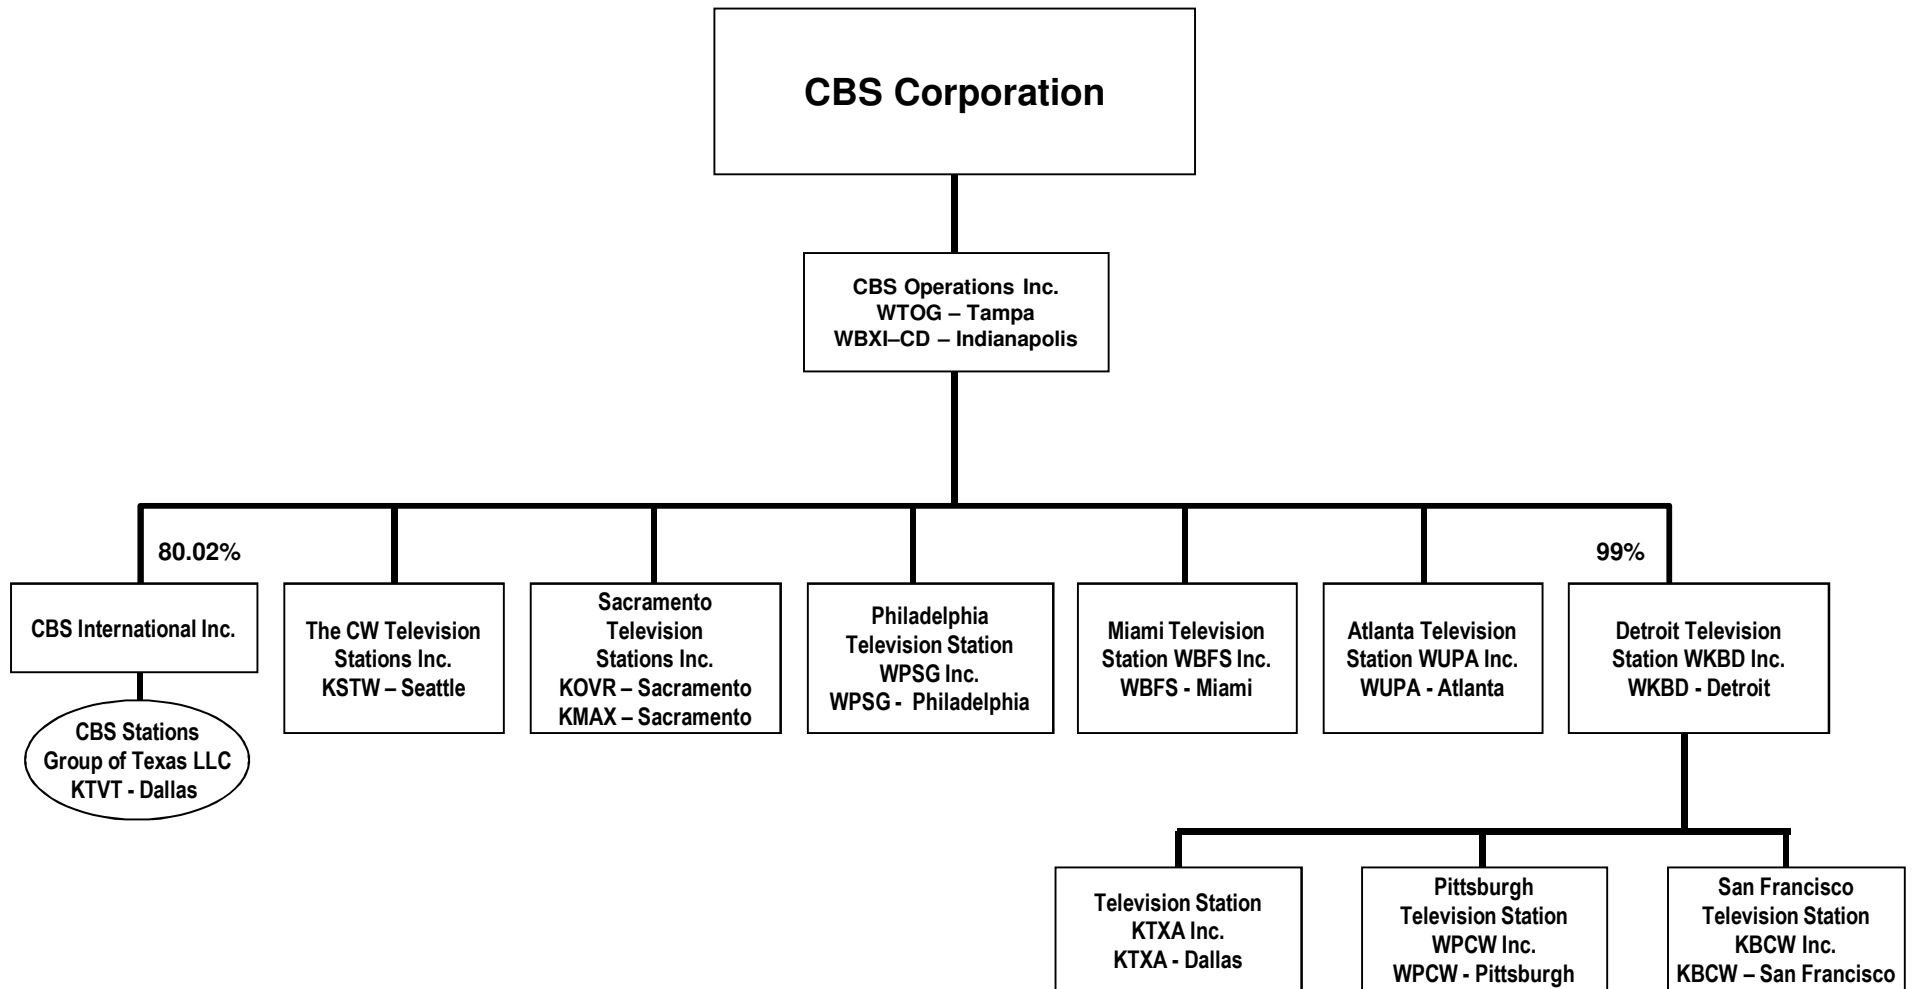 CBS Corporation
CBS Operations Inc.
WTOG – Tampa
WBXI–CD – Indianapolis
80.02%
99%
CBS International Inc.
The CW Television
Stations Inc.
KSTW – Seattle
Sacramento
Television
Stations Inc.
KOVR – Sacramento
KMAX – Sacramento
Philadelphia
Television Station
WPSG Inc.
WPSG - Philadelphia
Miami Television
Station WBFS Inc.
WBFS - Miami
Atlanta Television
Station WUPA Inc.
WUPA - Atlanta
Detroit Television
Station WKBD Inc.
WKBD - Detroit
CBS Stations
Group of Texas LLC
KTVT - Dallas
Television Station
KTXA Inc.
KTXA - Dallas
Pittsburgh
Television Station
WPCW Inc.
WPCW - Pittsburgh
San Francisco
Television Station
KBCW Inc.
KBCW – San Francisco